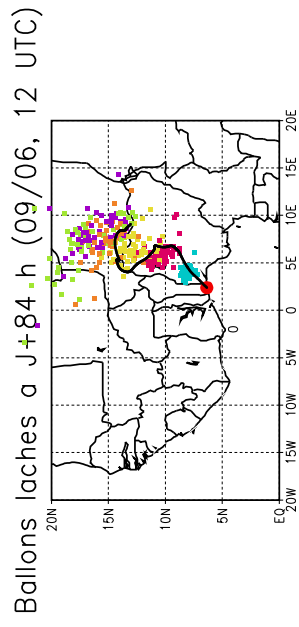 Ballons laches a J+84 h (09/06, 12 UTC)
20N
15N
10N
5N
EQ
20W
15W
10W
5W
0
5E
10E
15E
20E
0